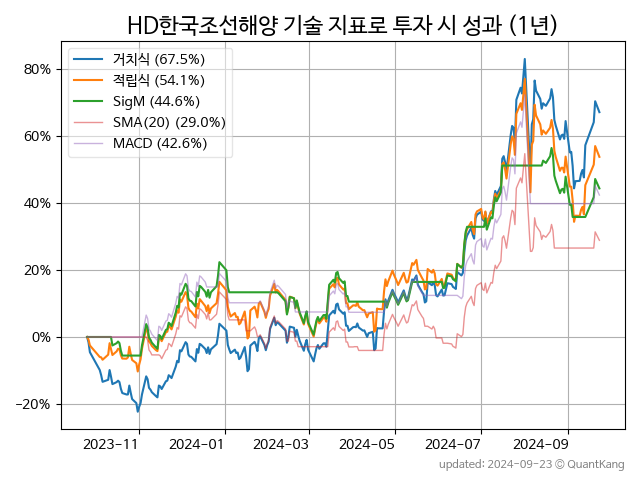 HD한국조선해양 기술 지표로 투자 시 성과 (1년)
거치식 (67.5%)
적립식 (54.1%)
SigM (44.6%)
SMA(20) (29.0%)
MACD (42.6%)
80%
60%
40%
20%
0%
−20%
2023-11
2024-01
2024-03
2024-05
2024-07
2024-09
updated: 2024-09-23 © QuantKang